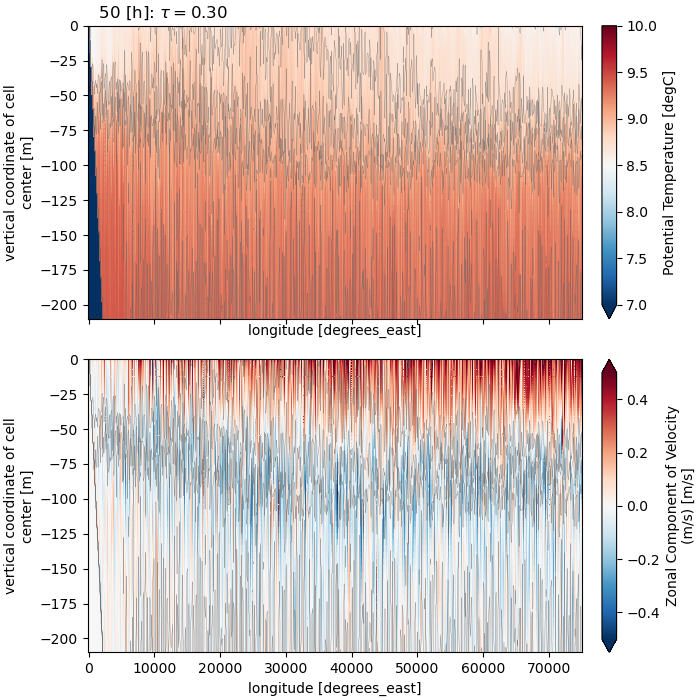 50 [h]: τ = 0.30
0
−25
−50
−75
−100
−125
−150
−175
−200
vertical coordinate of cell
center [m]
longitude [degrees_east]
10.0
9.5
9.0
8.5
8.0
7.5
7.0
Potential Temperature [degC]
0
−25
−50
−75
−100
−125
−150
−175
−200
vertical coordinate of cell
center [m]
0 10000 20000 30000 40000 50000 60000 70000
longitude [degrees_east]
0.4
0.2
0.0
−0.2
−0.4
Zonal Component of Velocity
(m/s) [m/s]